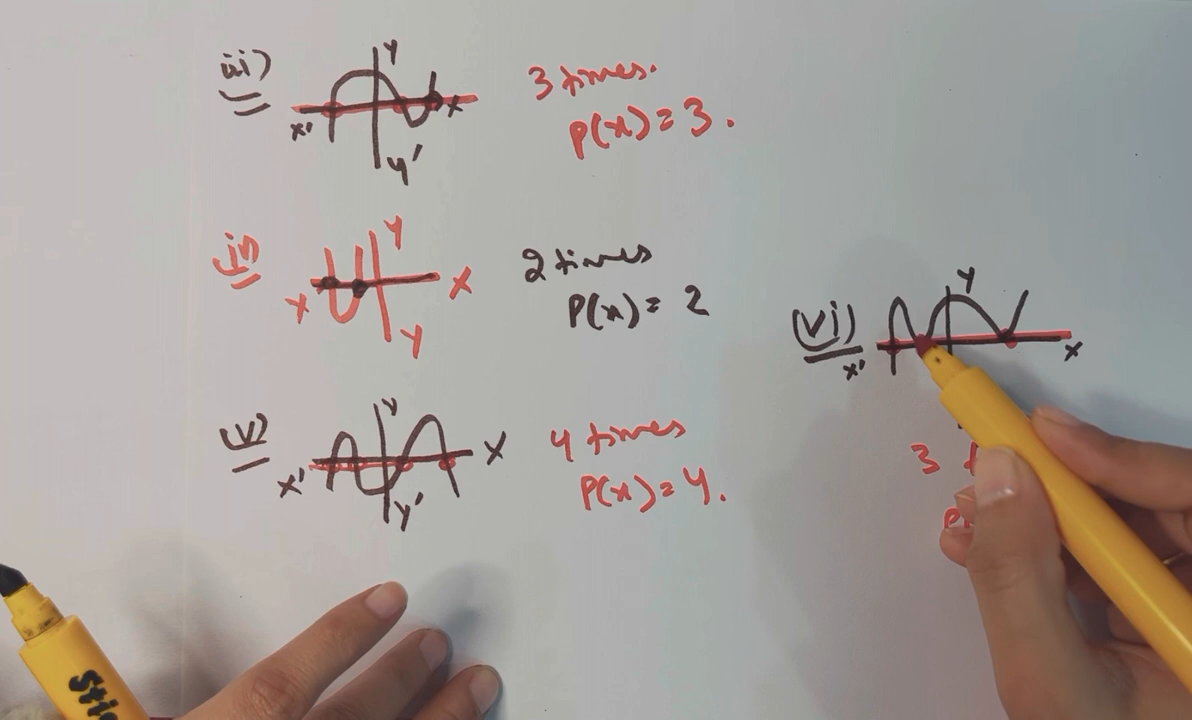 iii)
y
x'
x
y'
3 times.
P(x) = 3.
iv)
y
x
x
y
2 times
P(x) = 2
v)
y
x'
x
y'
4 times
P(x) = 4.
(vi)
y
x'
x
3